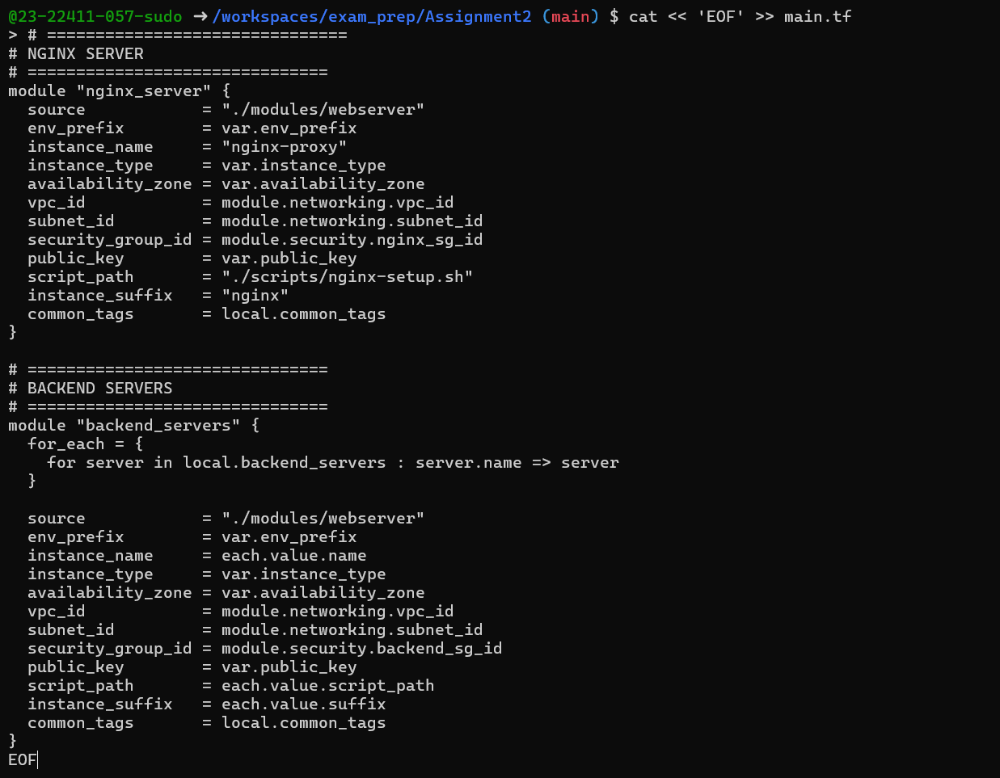 @23-22411-057-sudo → /workspaces/exam_prep/Assignment2 (main) $ cat << 'EOF' >> main.tf
> # ===============================
# NGINX SERVER
# ===============================
module "nginx_server" {
  source            = "./modules/webserver"
  env_prefix        = var.env_prefix
  instance_name     = "nginx-proxy"
  instance_type     = var.instance_type
  availability_zone = var.availability_zone
  vpc_id            = module.networking.vpc_id
  subnet_id         = module.networking.subnet_id
  security_group_id = module.security.nginx_sg_id
  public_key        = var.public_key
  script_path       = "./scripts/nginx-setup.sh"
  instance_suffix   = "nginx"
  common_tags       = local.common_tags
}

# ===============================
# BACKEND SERVERS
# ===============================
module "backend_servers" {
  for_each = {
    for server in local.backend_servers : server.name => server
  }

  source            = "./modules/webserver"
  env_prefix        = var.env_prefix
  instance_name     = each.value.name
  instance_type     = var.instance_type
  availability_zone = var.availability_zone
  vpc_id            = module.networking.vpc_id
  subnet_id         = module.networking.subnet_id
  security_group_id = module.security.backend_sg_id
  public_key        = var.public_key
  script_path       = each.value.script_path
  instance_suffix   = each.value.suffix
  common_tags       = local.common_tags
}
EOF